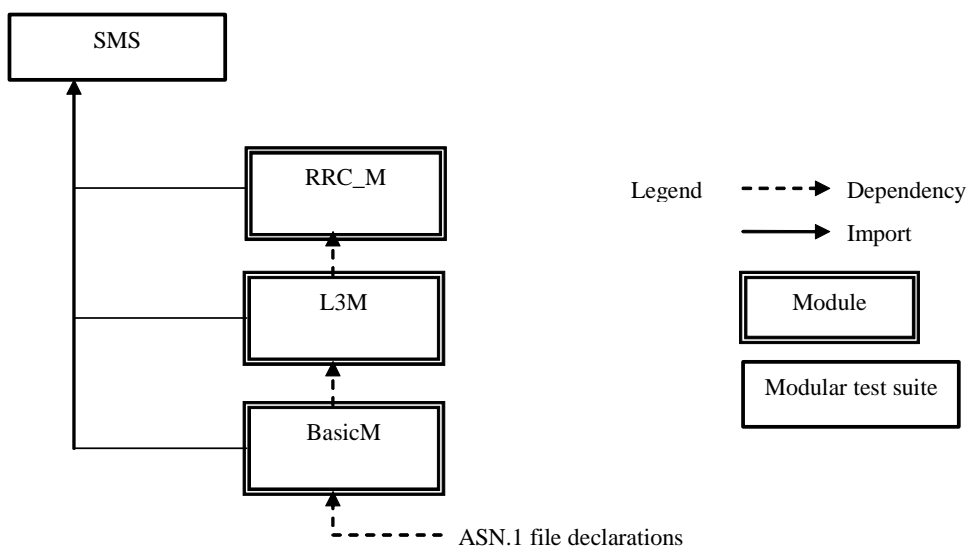 SMS
RRC_M
Legend
Dependency
Import
L3M
Module
Modular test suite
BasicM
ASN.1 file declarations